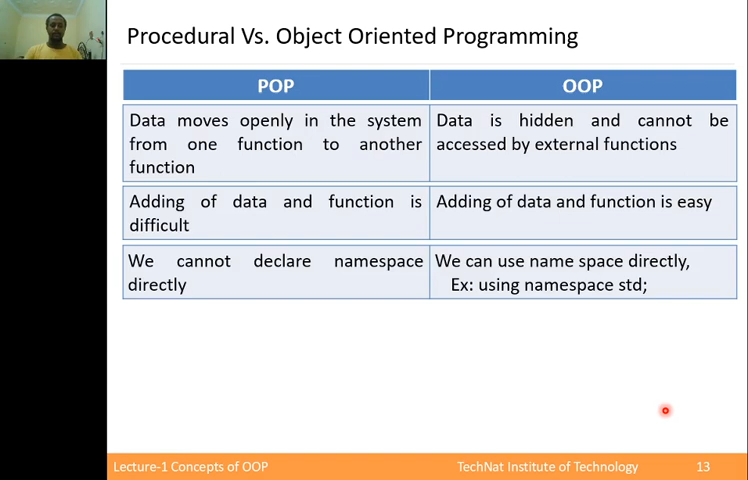 Procedural Vs. Object Oriented Programming
POP
OOP
Data moves openly in the system
from one function to another
function
Data is hidden and cannot be
accessed by external functions
Adding of data and function is
difficult
Adding of data and function is easy
We cannot declare namespace
directly
We can use name space directly,
Ex: using namespace std;
Lecture-1 Concepts of OOP
TechNat Institute of Technology
13